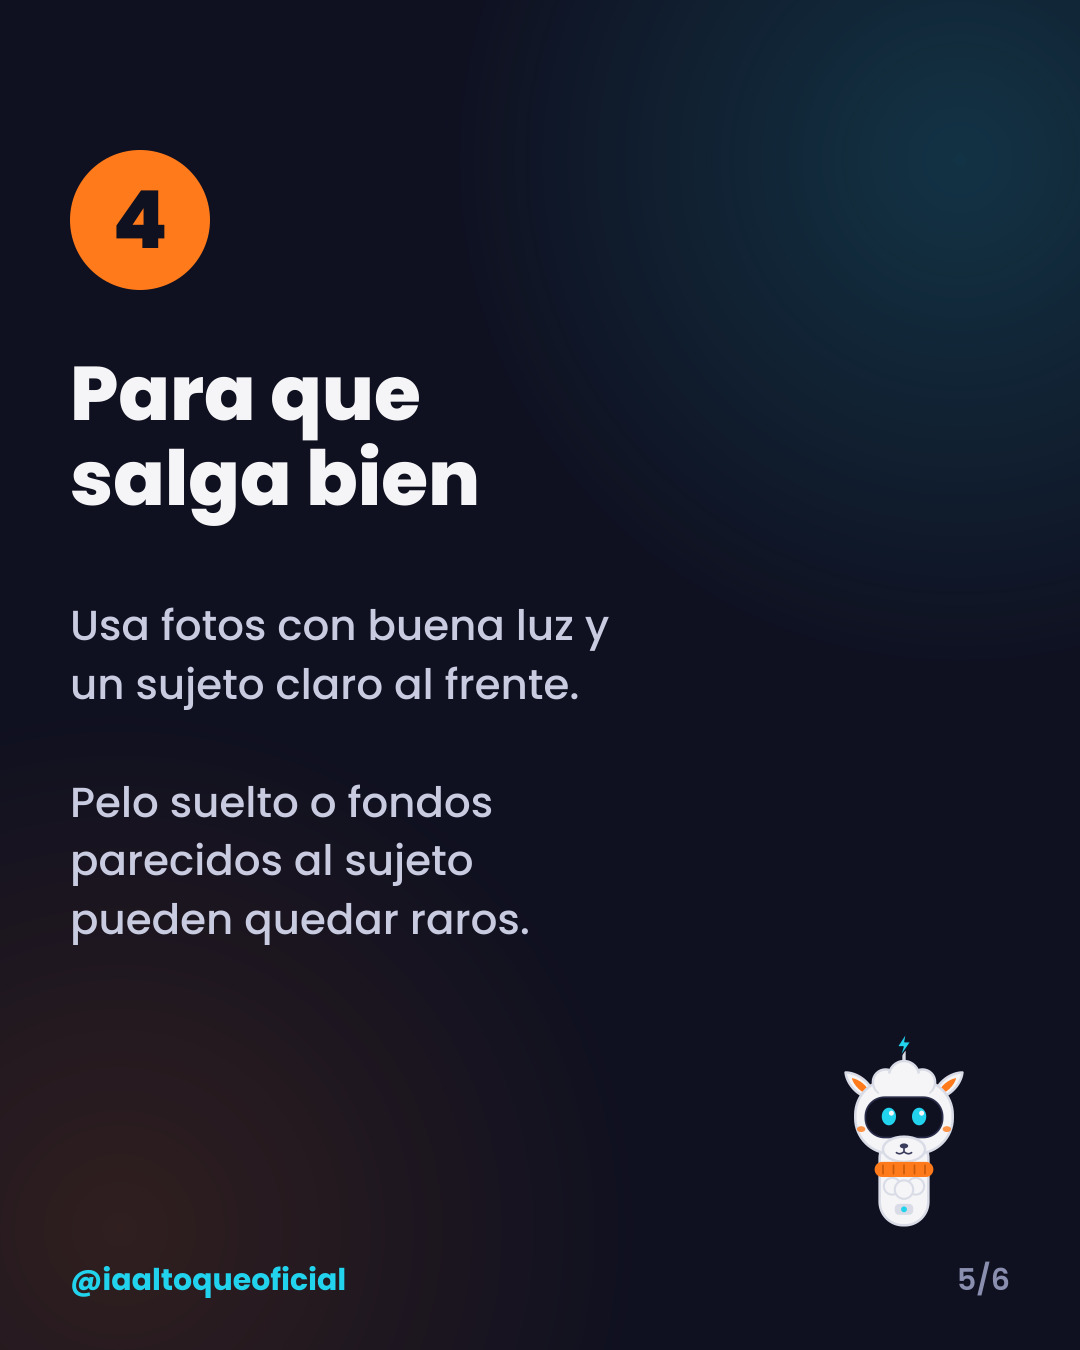 4
Para que
salga bien
Usa fotos con buena luz y
un sujeto claro al frente.
Pelo suelto o fondos
parecidos al sujeto
pueden quedar raros.
@iaaltoqueoficial
5/6